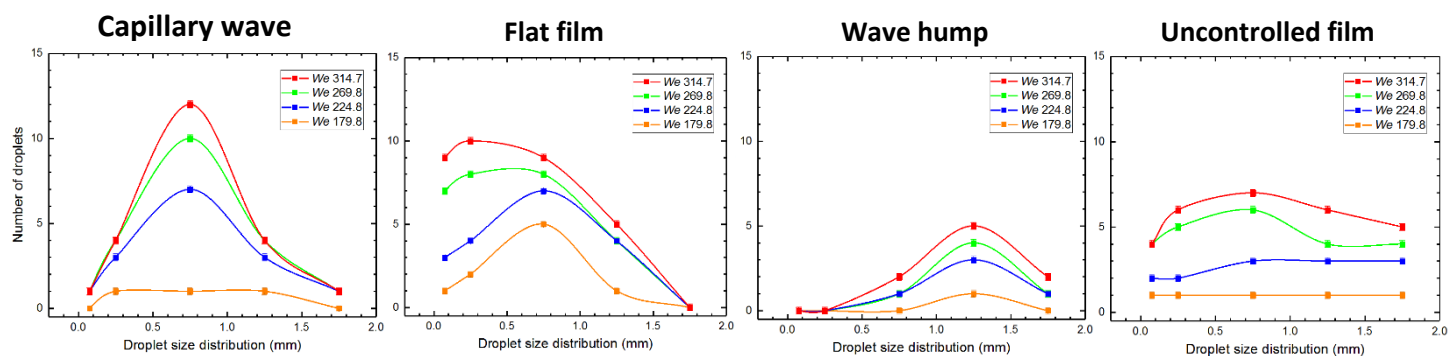 Capillary wave
15
10
5
0
Number of droplets
We 314.7
We 269.8
We 224.8
We 179.8
0.0 0.5 1.0 1.5 2.0
Droplet size distribution (mm)
Flat film
15
10
5
0
We 314.7
We 269.8
We 224.8
We 179.8
0.0 0.5 1.0 1.5 2.0
Droplet size distribution (mm)
Wave hump
15
10
5
0
We 314.7
We 269.8
We 224.8
We 179.8
0.0 0.5 1.0 1.5 2.0
Droplet size distribution (mm)
Uncontrolled film
15
10
5
0
We 314.7
We 269.8
We 224.8
We 179.8
0.0 0.5 1.0 1.5 2.0
Droplet size distribution (mm)